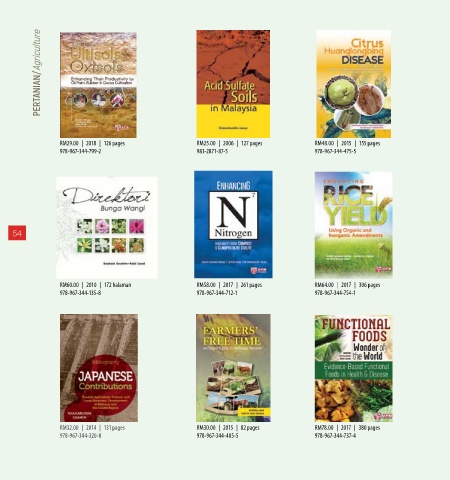 PERTANIAN/Agriculture
Ultisols
Oxisols
Enhancing Their Productivity for
Oil Palm, Rubber & Cocoa Cultivation
RM29.00 | 2018 | 126 pages
978-967-344-799-2
Acid Sulfate
Soils
in Malaysia
RM25.00 | 2006 | 127 pages
983-2871-87-5
Citrus
Huanglongbing
DISEASE
RM48.00 | 2015 | 155 pages
978-967-344-475-5
54
Direktori
Bunga Wangi
RM60.00 | 2010 | 172 halaman
978-967-344-135-8
ENHANCING
7
N
Nitrogen
RM58.00 | 2017 | 261 pages
978-967-344-712-1
ENHANCING
RICE
YIELD
Using Organic and
Inorganic Amendments
RM64.00 | 2017 | 306 pages
978-967-344-754-1
JAPANESE
Contributions
RM32.00 | 2014 | 131 pages
978-967-344-320-8
FARMERS'
FREE TIME
RM30.00 | 2015 | 82 pages
978-967-344-485-5
FUNCTIONAL
FOODS
Wonder of
the World
Evidence-Based Functional
Foods in Health & Disease
RM78.00 | 2017 | 380 pages
978-967-344-737-4